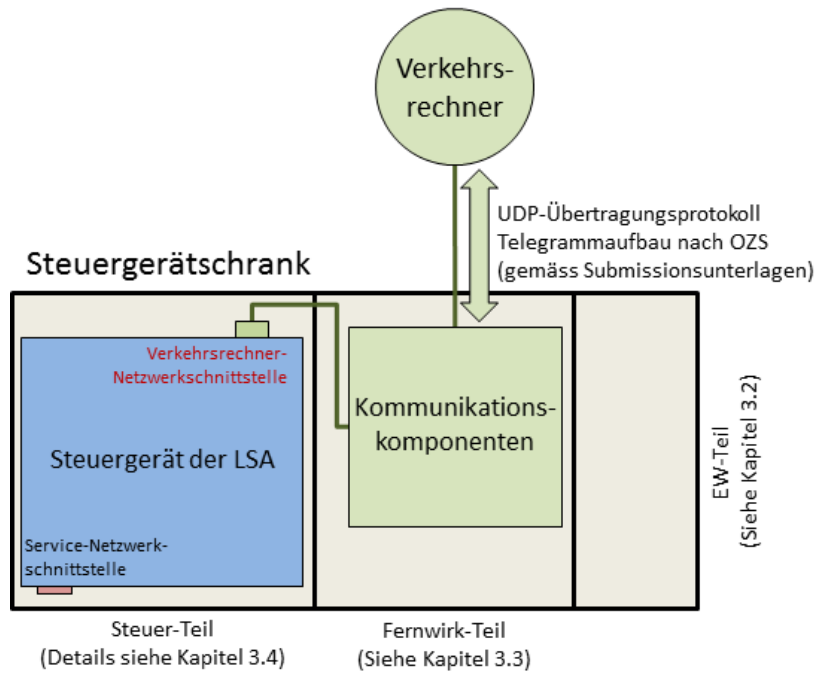 Verkehrs-
rechner
UDP-Übertragungsprotokoll
Telegrammaufbau nach OZS
(gemäss Submissionsunterlagen)
Steuergerätschrank
Verkehrsrechner-
Netzwerkschnittstelle
Steuergerät der LSA
Service-Netzwerk-
schnittstelle
Kommunikations-
komponenten
EW-Teil
(Siehe Kapitel 3.2)
Steuer-Teil
(Details siehe Kapitel 3.4)
Fernwirk-Teil
(Siehe Kapitel 3.3)